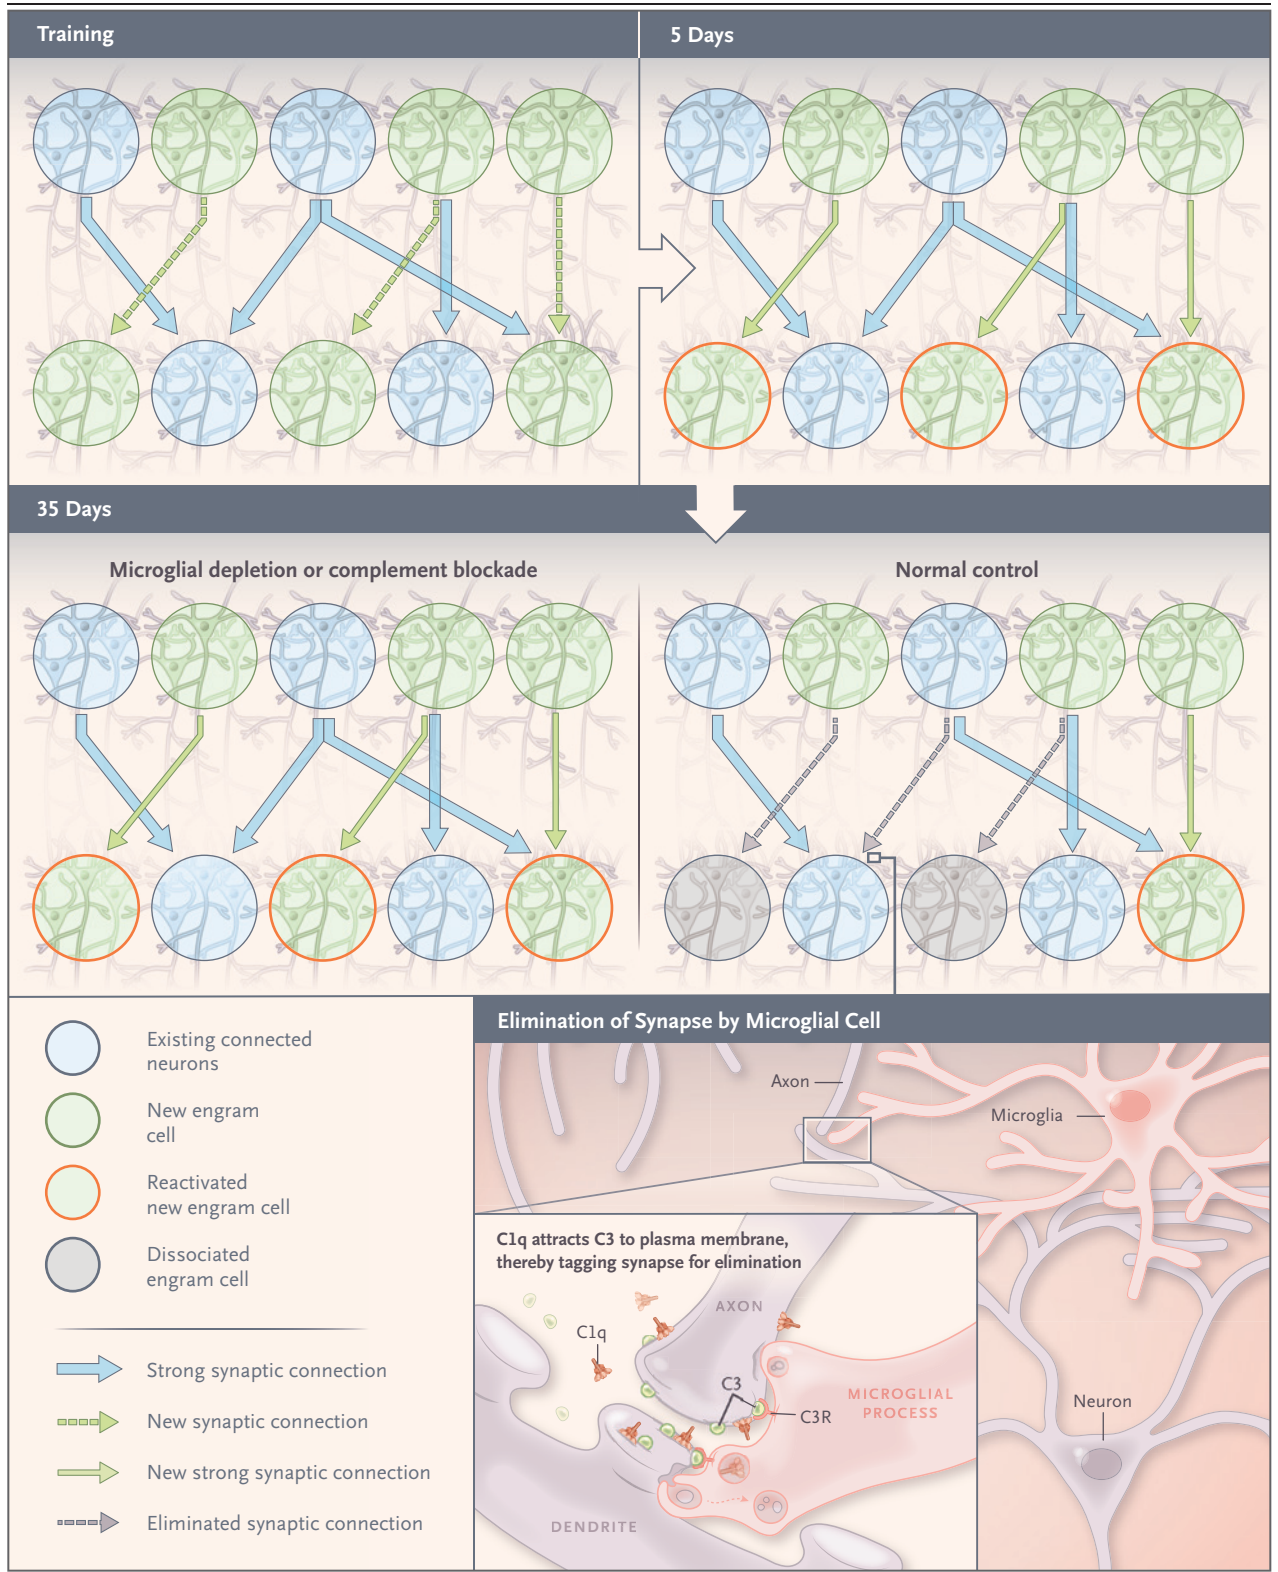 Training
5 Days
35 Days
Microglial depletion or complement blockade
Normal control
Existing connected
neurons
New engram
cell
Reactivated
new engram cell
Dissociated
engram cell
Strong synaptic connection
New synaptic connection
New strong synaptic connection
Eliminated synaptic connection
Elimination of Synapse by Microglial Cell
Axon
Microglia
Neuron
C1q attracts C3 to plasma membrane,
thereby tagging synapse for elimination
AXON
C1q
C3
C3R
MICROGLIAL
PROCESS
DENDRITE